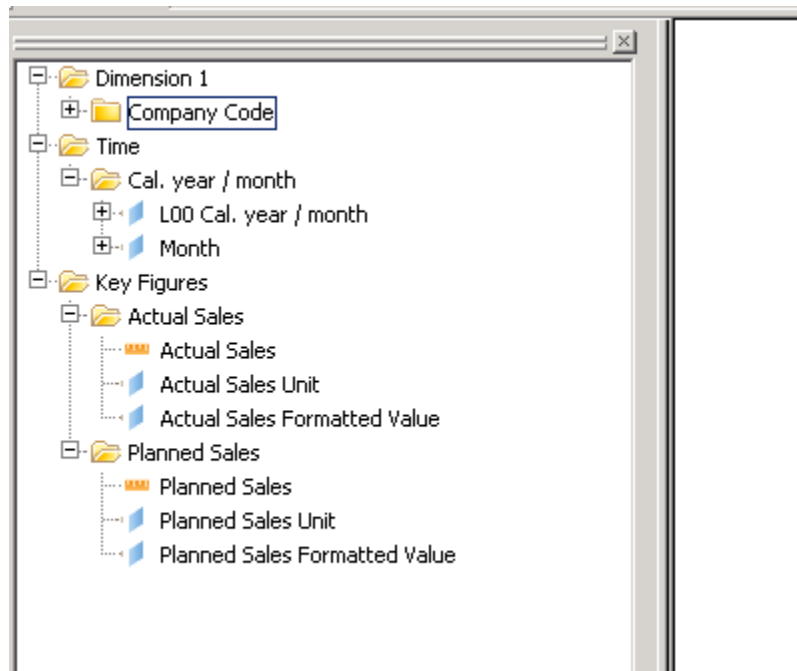 Dimension 1
Company Code
Time
Cal. year / month
L00 Cal. year / month
Month
Key Figures
Actual Sales
Actual Sales
Actual Sales Unit
Actual Sales Formatted Value
Planned Sales
Planned Sales
Planned Sales Unit
Planned Sales Formatted Value